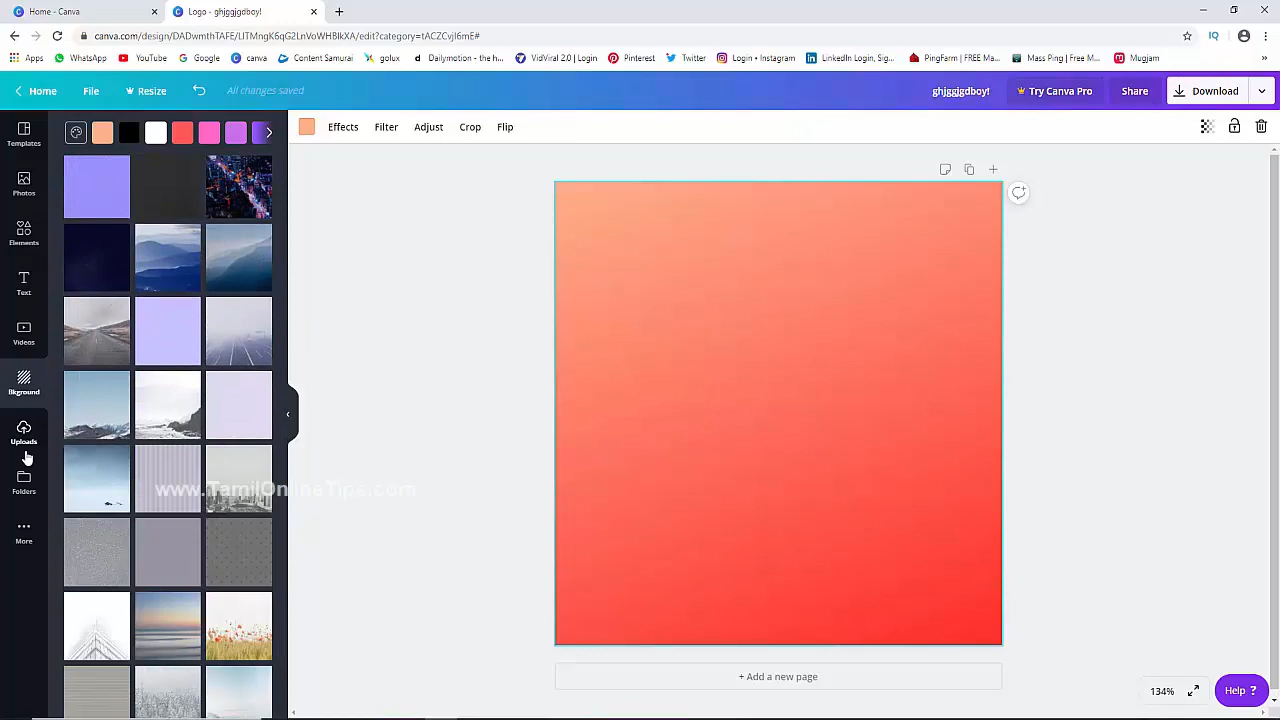 Home - Canva
Logo - ghjggjgdboy!
canva.com/design/DADwmthTAFE/LITMngK6qG2LnVoWHBIkXA/edit?category=tACZCvjI6mE#
Apps WhatsApp YouTube Google canva Content Samurai golux Dailymotion - the h... VidViral 2.0 | Login Pinterest Twitter Login • Instagram LinkedIn Login, Sig... PingFarm | FREE Ma... Mass Ping | Free M... Mugjam
Home File Resize All changes saved ghjggjgdboy! Try Canva Pro Share Download
Effects Filter Adjust Crop Flip
Templates
Photos
Elements
Text
Videos
Bkground
Uploads
Folders
More
www.TamilOnlineTips.com
+ Add a new page
134%
Help ?